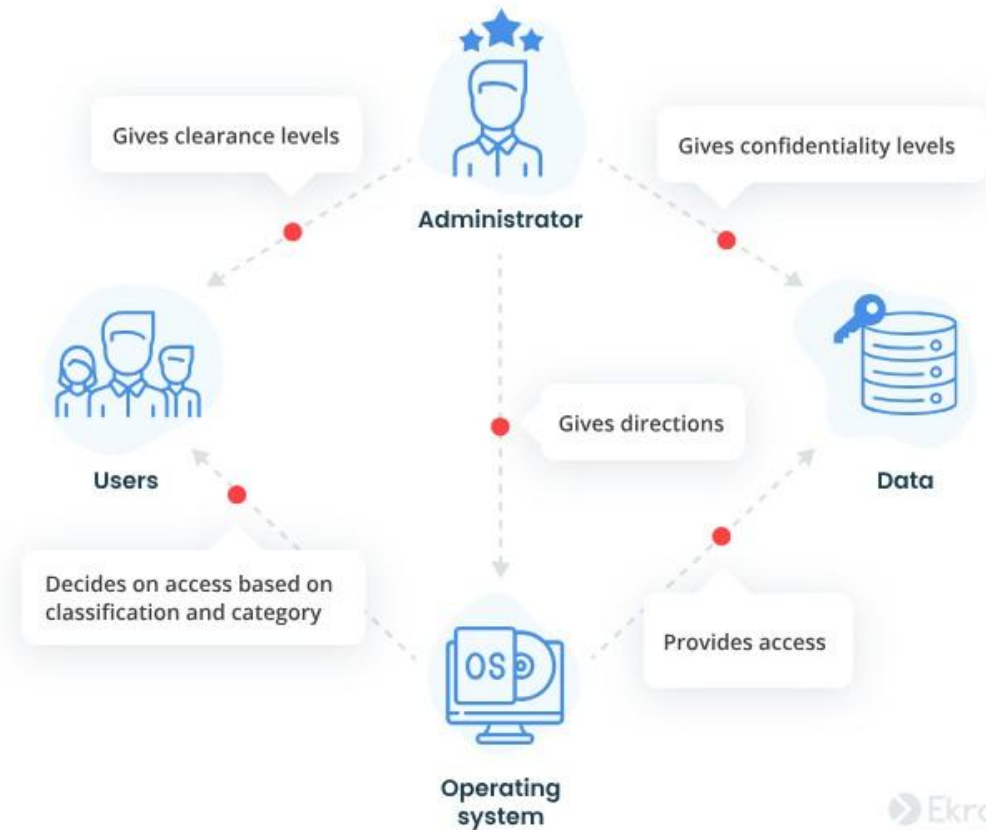 Gives clearance levels
Gives confidentiality levels
Administrator
Gives directions
Users
Data
Decides on access based on
classification and category
Provides access
OS
Operating
system